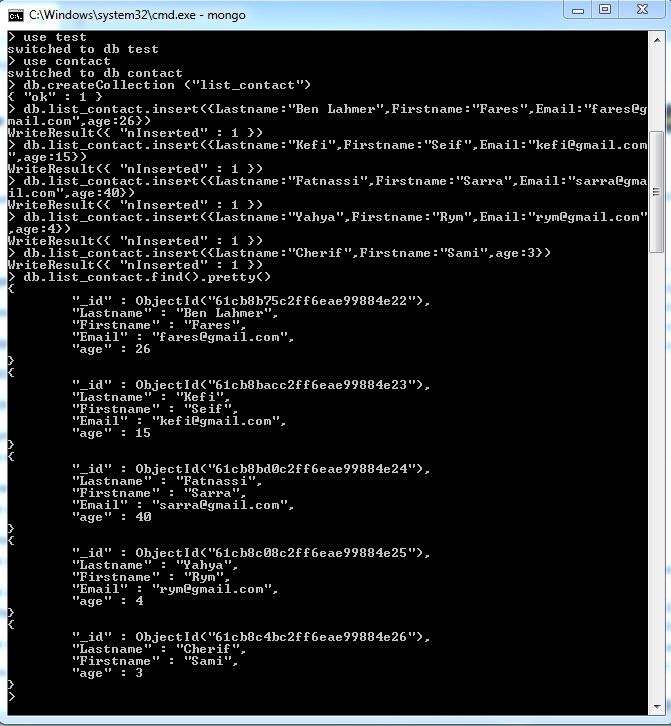 C:\Windows\system32\cmd.exe - mongo
> use test
switched to db test
> use contact
switched to db contact
> db.createCollection ("list_contact")
{ "ok" : 1 }
> db.list_contact.insert({Lastname:"Ben Lahmer",Firstname:"Fares",Email:"fares@g
mail.com",age:26})
WriteResult({ "nInserted" : 1 })
> db.list_contact.insert({Lastname:"Kefi",Firstname:"Seif",Email:"kefi@gmail.com
",age:15})
WriteResult({ "nInserted" : 1 })
> db.list_contact.insert({Lastname:"Fatnassi",Firstname:"Sarra",Email:"sarra@gma
il.com",age:40})
WriteResult({ "nInserted" : 1 })
> db.list_contact.insert({Lastname:"Yahya",Firstname:"Rym",Email:"rym@gmail.com"
,age:4})
WriteResult({ "nInserted" : 1 })
> db.list_contact.insert({Lastname:"Cherif",Firstname:"Sami",age:3})
WriteResult({ "nInserted" : 1 })
> db.list_contact.find().pretty()
{
        "_id" : ObjectId("61cb8b75c2ff6eae99884e22"),
        "Lastname" : "Ben Lahmer",
        "Firstname" : "Fares",
        "Email" : "fares@gmail.com",
        "age" : 26
}
{
        "_id" : ObjectId("61cb8bacc2ff6eae99884e23"),
        "Lastname" : "Kefi",
        "Firstname" : "Seif",
        "Email" : "kefi@gmail.com",
        "age" : 15
}
{
        "_id" : ObjectId("61cb8bd0c2ff6eae99884e24"),
        "Lastname" : "Fatnassi",
        "Firstname" : "Sarra",
        "Email" : "sarra@gmail.com",
        "age" : 40
}
{
        "_id" : ObjectId("61cb8c08c2ff6eae99884e25"),
        "Lastname" : "Yahya",
        "Firstname" : "Rym",
        "Email" : "rym@gmail.com",
        "age" : 4
}
{
        "_id" : ObjectId("61cb8c4bc2ff6eae99884e26"),
        "Lastname" : "Cherif",
        "Firstname" : "Sami",
        "age" : 3
}
>